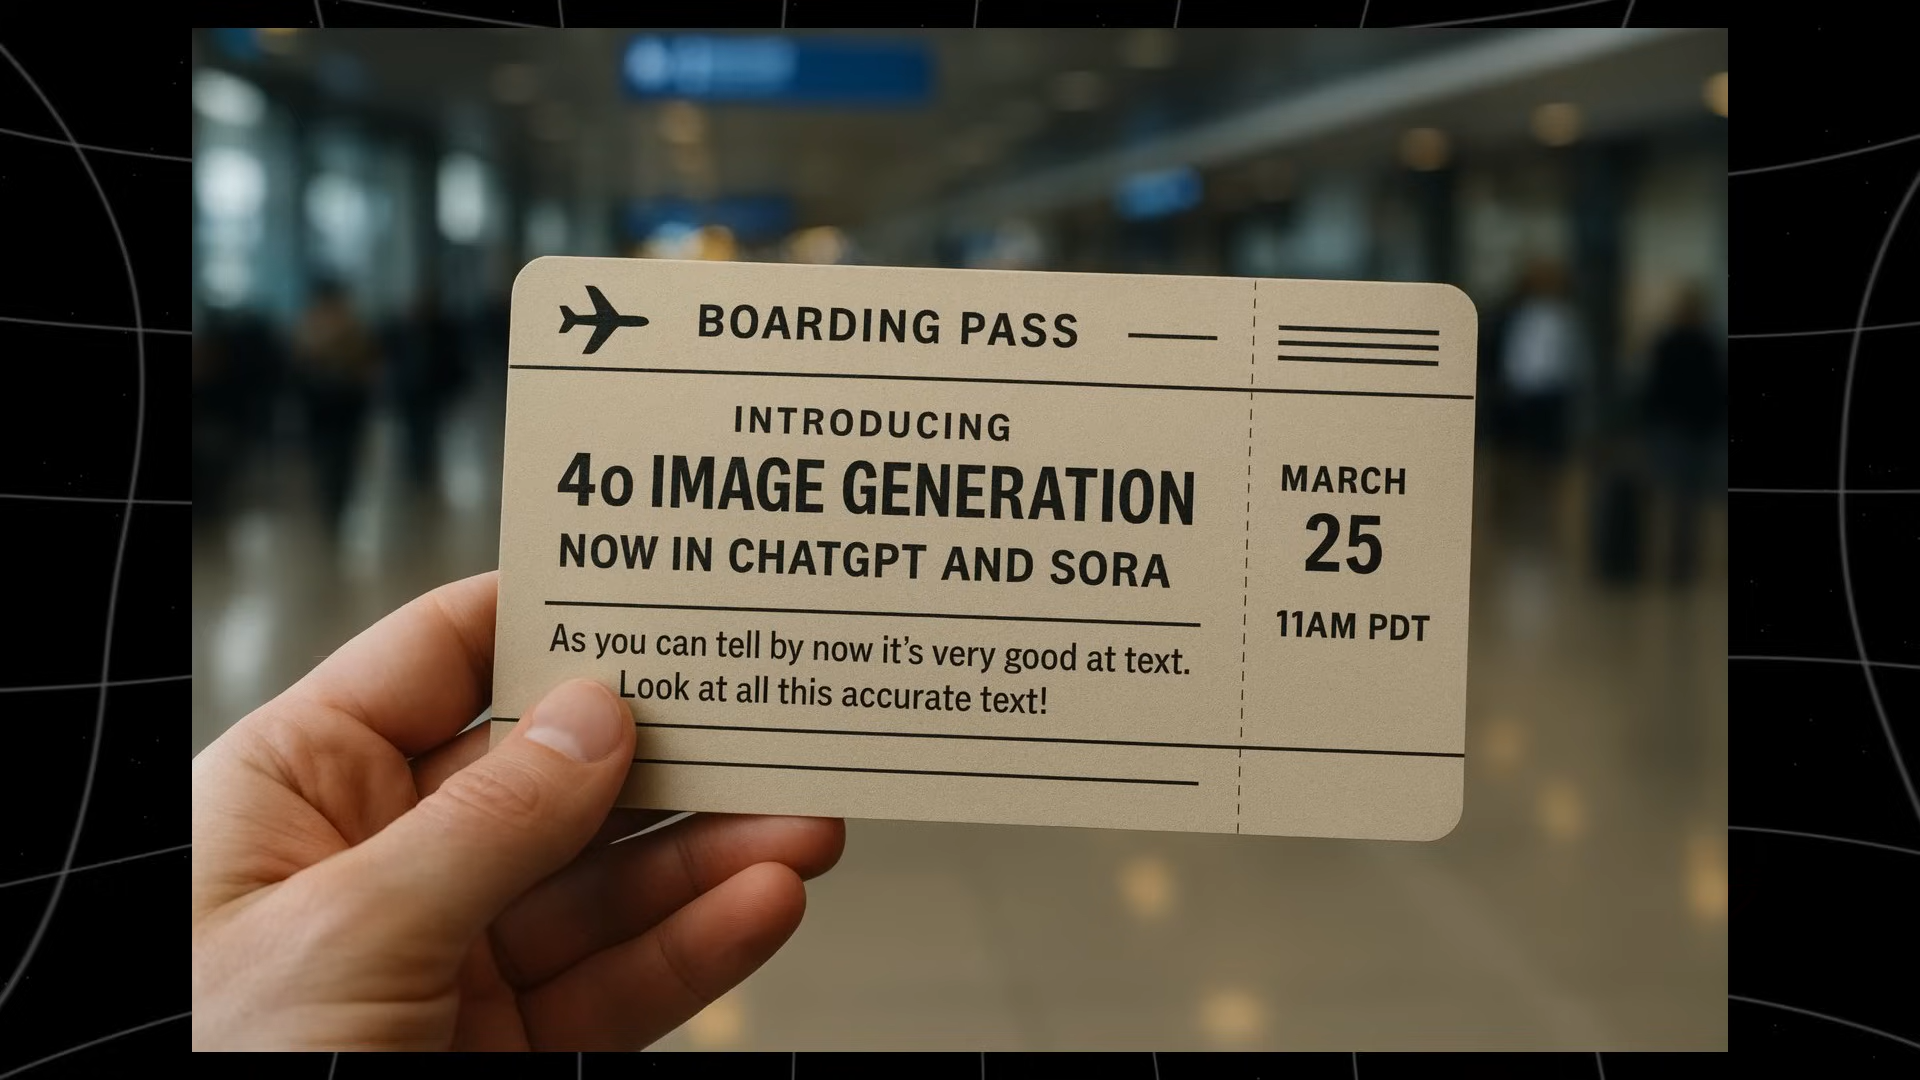 BOARDING PASS
INTRODUCING
4o IMAGE GENERATION
NOW IN CHATGPT AND SORA
As you can tell by now it's very good at text.
Look at all this accurate text!
MARCH
25
11AM PDT